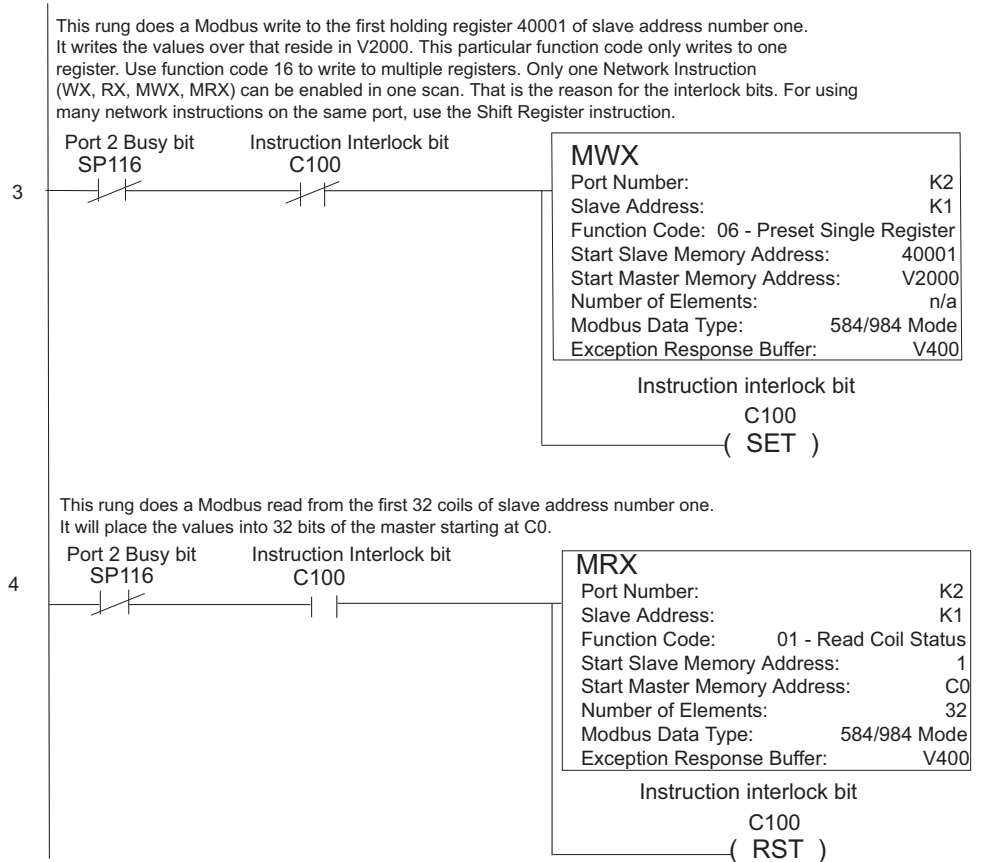 This rung does a Modbus write to the first holding register 40001 of slave address number one.
It writes the values over that reside in V2000. This particular function code only writes to one
register. Use function code 16 to write to multiple registers. Only one Network Instruction
(WX, RX, MWX, MRX) can be enabled in one scan. That is the reason for the interlock bits. For using
many network instructions on the same port, use the Shift Register instruction.
Port 2 Busy bit Instruction Interlock bit
SP116 C100
3
MWX
Port Number: K2
Slave Address: K1
Function Code: 06 - Preset Single Register
Start Slave Memory Address: 40001
Start Master Memory Address: V2000
Number of Elements: n/a
Modbus Data Type: 584/984 Mode
Exception Response Buffer: V400
Instruction interlock bit
C100
( SET )
This rung does a Modbus read from the first 32 coils of slave address number one.
It will place the values into 32 bits of the master starting at C0.
Port 2 Busy bit Instruction Interlock bit
SP116 C100
4
MRX
Port Number: K2
Slave Address: K1
Function Code: 01 - Read Coil Status
Start Slave Memory Address: 1
Start Master Memory Address: C0
Number of Elements: 32
Modbus Data Type: 584/984 Mode
Exception Response Buffer: V400
Instruction interlock bit
C100
( RST )